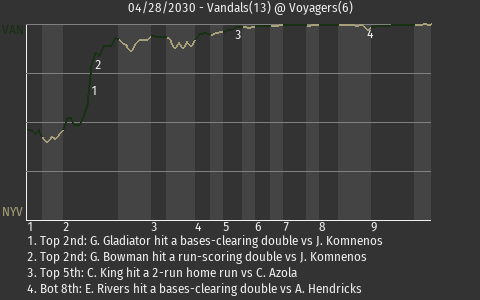 04/28/2030 - Vandals(13) @ Voyagers(6)
VAN
3
4
2
1
NYV
1 2 3 4 5 6 7 8 9
1. Top 2nd: G. Gladiator hit a bases-clearing double vs J. Komnenos
2. Top 2nd: G. Bowman hit a run-scoring double vs J. Komnenos
3. Top 5th: C. King hit a 2-run home run vs C. Azola
4. Bot 8th: E. Rivers hit a bases-clearing double vs A. Hendricks